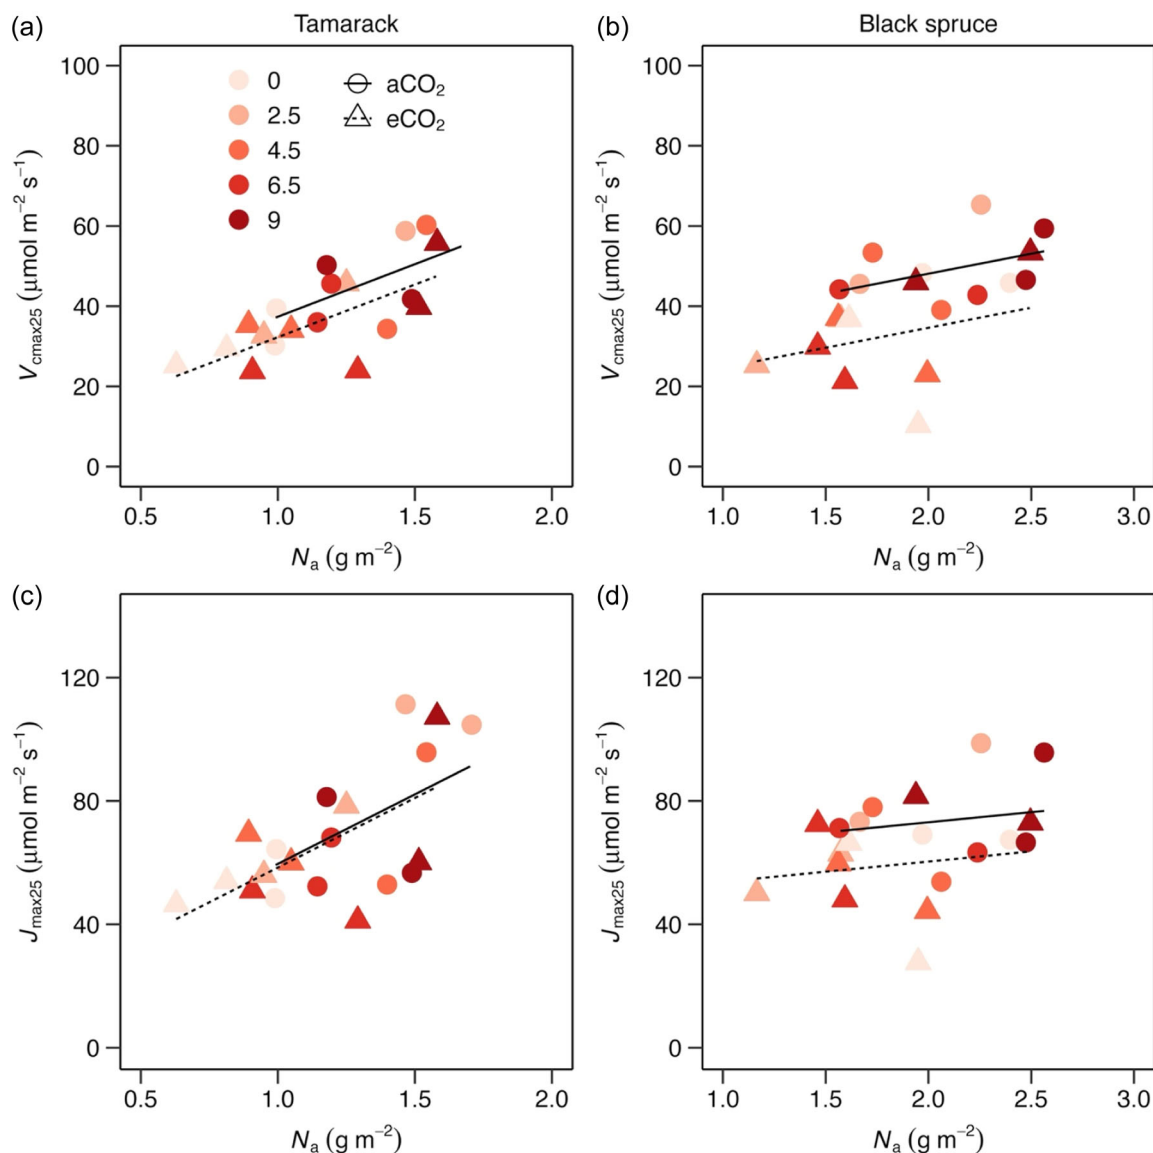 (a) Tamarack
(b) Black spruce
100
80
60
40
20
0
V cmax25 (μmol m⁻² s⁻¹)
0
2.5
4.5
6.5
9
aCO₂
eCO₂
0.5 1.0 1.5 2.0
Nₐ (g m⁻²)
100
80
60
40
20
0
V cmax25 (μmol m⁻² s⁻¹)
1.0 1.5 2.0 2.5 3.0
Nₐ (g m⁻²)
(c)
120
80
40
0
J max25 (μmol m⁻² s⁻¹)
0.5 1.0 1.5 2.0
Nₐ (g m⁻²)
(d)
120
80
40
0
J max25 (μmol m⁻² s⁻¹)
1.0 1.5 2.0 2.5 3.0
Nₐ (g m⁻²)